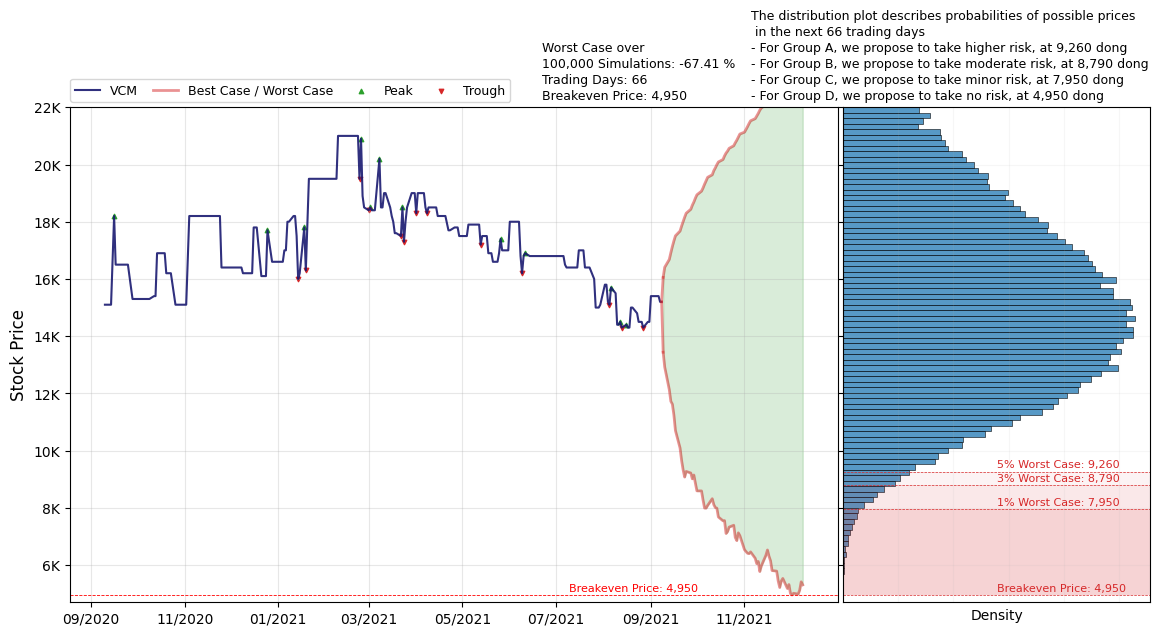 The distribution plot describes probabilities of possible prices
in the next 66 trading days
- For Group A, we propose to take higher risk, at 9,260 dong
- For Group B, we propose to take moderate risk, at 8,790 dong
- For Group C, we propose to take minor risk, at 7,950 dong
- For Group D, we propose to take no risk, at 4,950 dong
Worst Case over
100,000 Simulations: -67.41 %
Trading Days: 66
Breakeven Price: 4,950
VCM
Best Case / Worst Case
Peak
Trough
Stock Price
22K
20K
18K
16K
14K
12K
10K
8K
6K
Breakeven Price: 4,950
09/2020
11/2020
01/2021
03/2021
05/2021
07/2021
09/2021
11/2021
5% Worst Case: 9,260
3% Worst Case: 8,790
1% Worst Case: 7,950
Breakeven Price: 4,950
Density